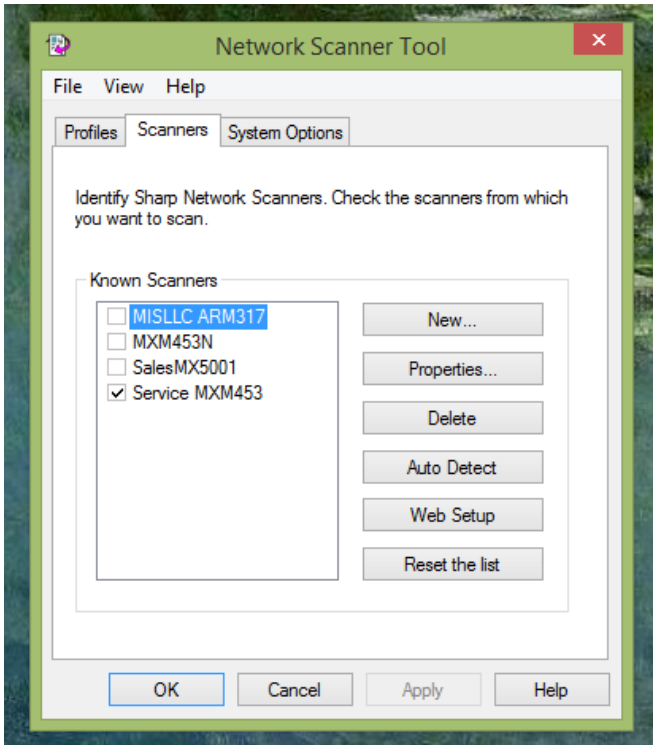 Network Scanner Tool
File View Help
Profiles Scanners System Options
Identify Sharp Network Scanners. Check the scanners from which
you want to scan.
Known Scanners
MISLLC ARM317
MXM453N
SalesMX5001
Service MXM453
New...
Properties...
Delete
Auto Detect
Web Setup
Reset the list
OK Cancel Apply Help